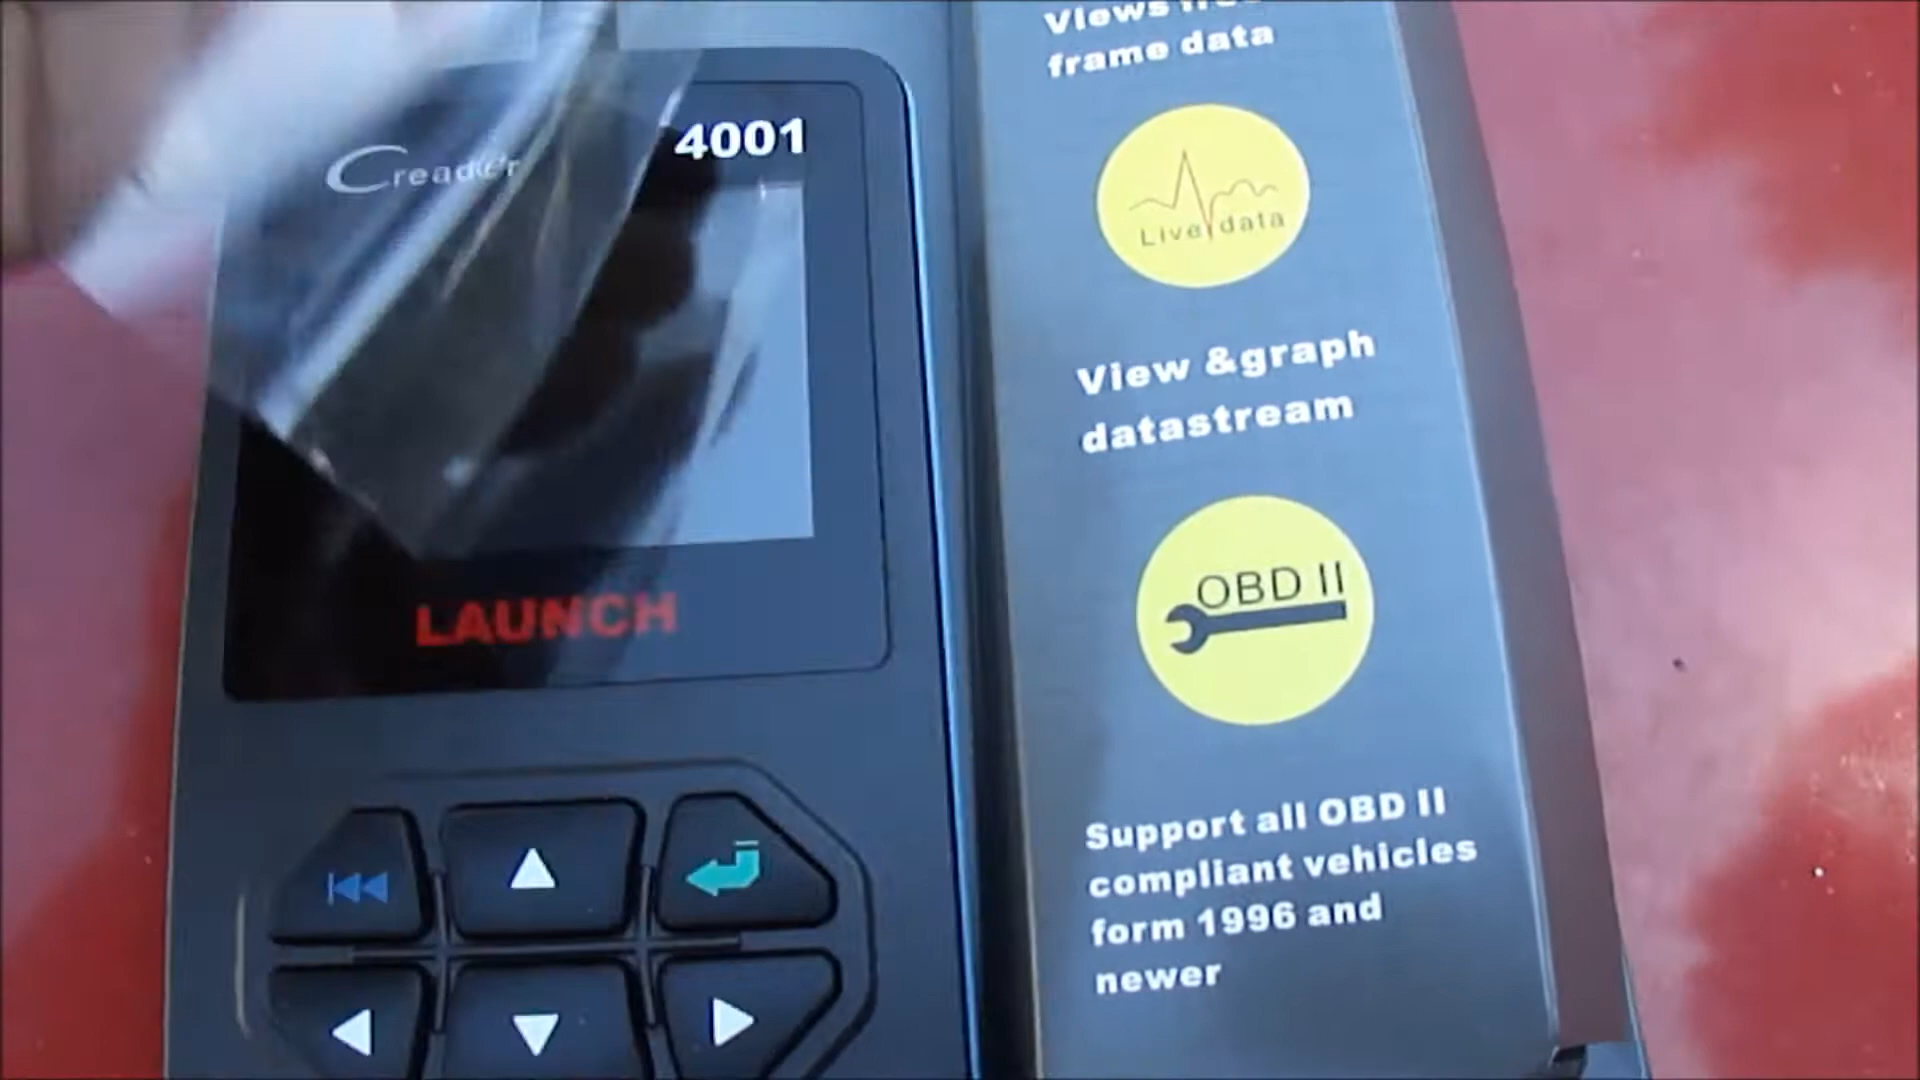 Creader
4001
LAUNCH
Views
frame data
Live data
View &graph
datastream
OBD II
Support all OBD II
compliant vehicles
form 1996 and
newer